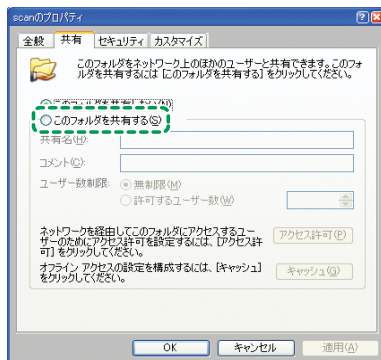 scanのプロパティ
全般 共有 セキュリティ カスタマイズ
このフォルダをネットワーク上のほかのユーザーと共有できます。このフォ
ルダを共有するには [このフォルダを共有する] をクリックしてください。
このフォルダを共有しない(N)
このフォルダを共有する(S)
共有名(H):
コメント(C):
ユーザー数制限: 無制限(M)
許可するユーザー数(W)
ネットワークを経由してこのフォルダにアクセスするユー
ザーのためにアクセス許可を設定するには、[アクセス許
可] をクリックしてください。
アクセス許可(P)
オフライン アクセスの設定を構成するには、[キャッシュ]
をクリックしてください。
キャッシュ(G)
OK キャンセル 適用(A)